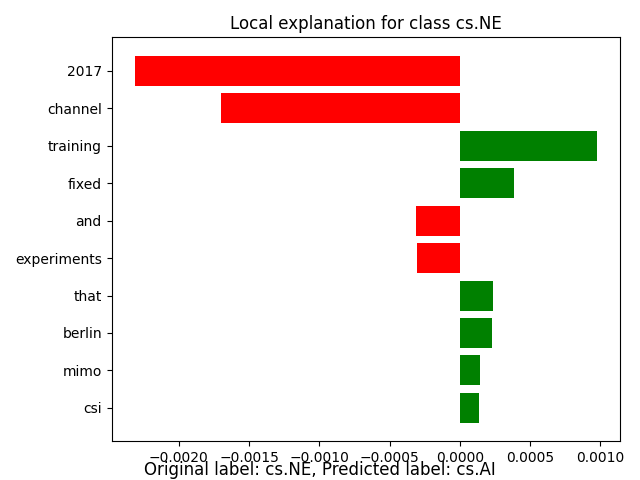 Local explanation for class cs.NE
2017
channel
training
fixed
and
experiments
that
berlin
mimo
csi
−0.0020 −0.0015 −0.0010 −0.0005 0.0000 0.0005 0.0010
Original label: cs.NE, Predicted label: cs.AI